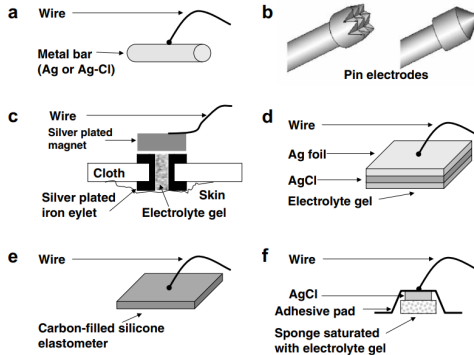 a
Wire
Metal bar
(Ag or Ag-Cl)
b
Pin electrodes
c
Wire
Silver plated
magnet
Cloth
Silver plated
iron eyelet
Electrolyte gel
Skin
d
Wire
Ag foil
AgCl
Electrolyte gel
e
Wire
Carbon-filled silicone
elastometer
f
Wire
AgCl
Adhesive pad
Sponge saturated
with electrolyte gel